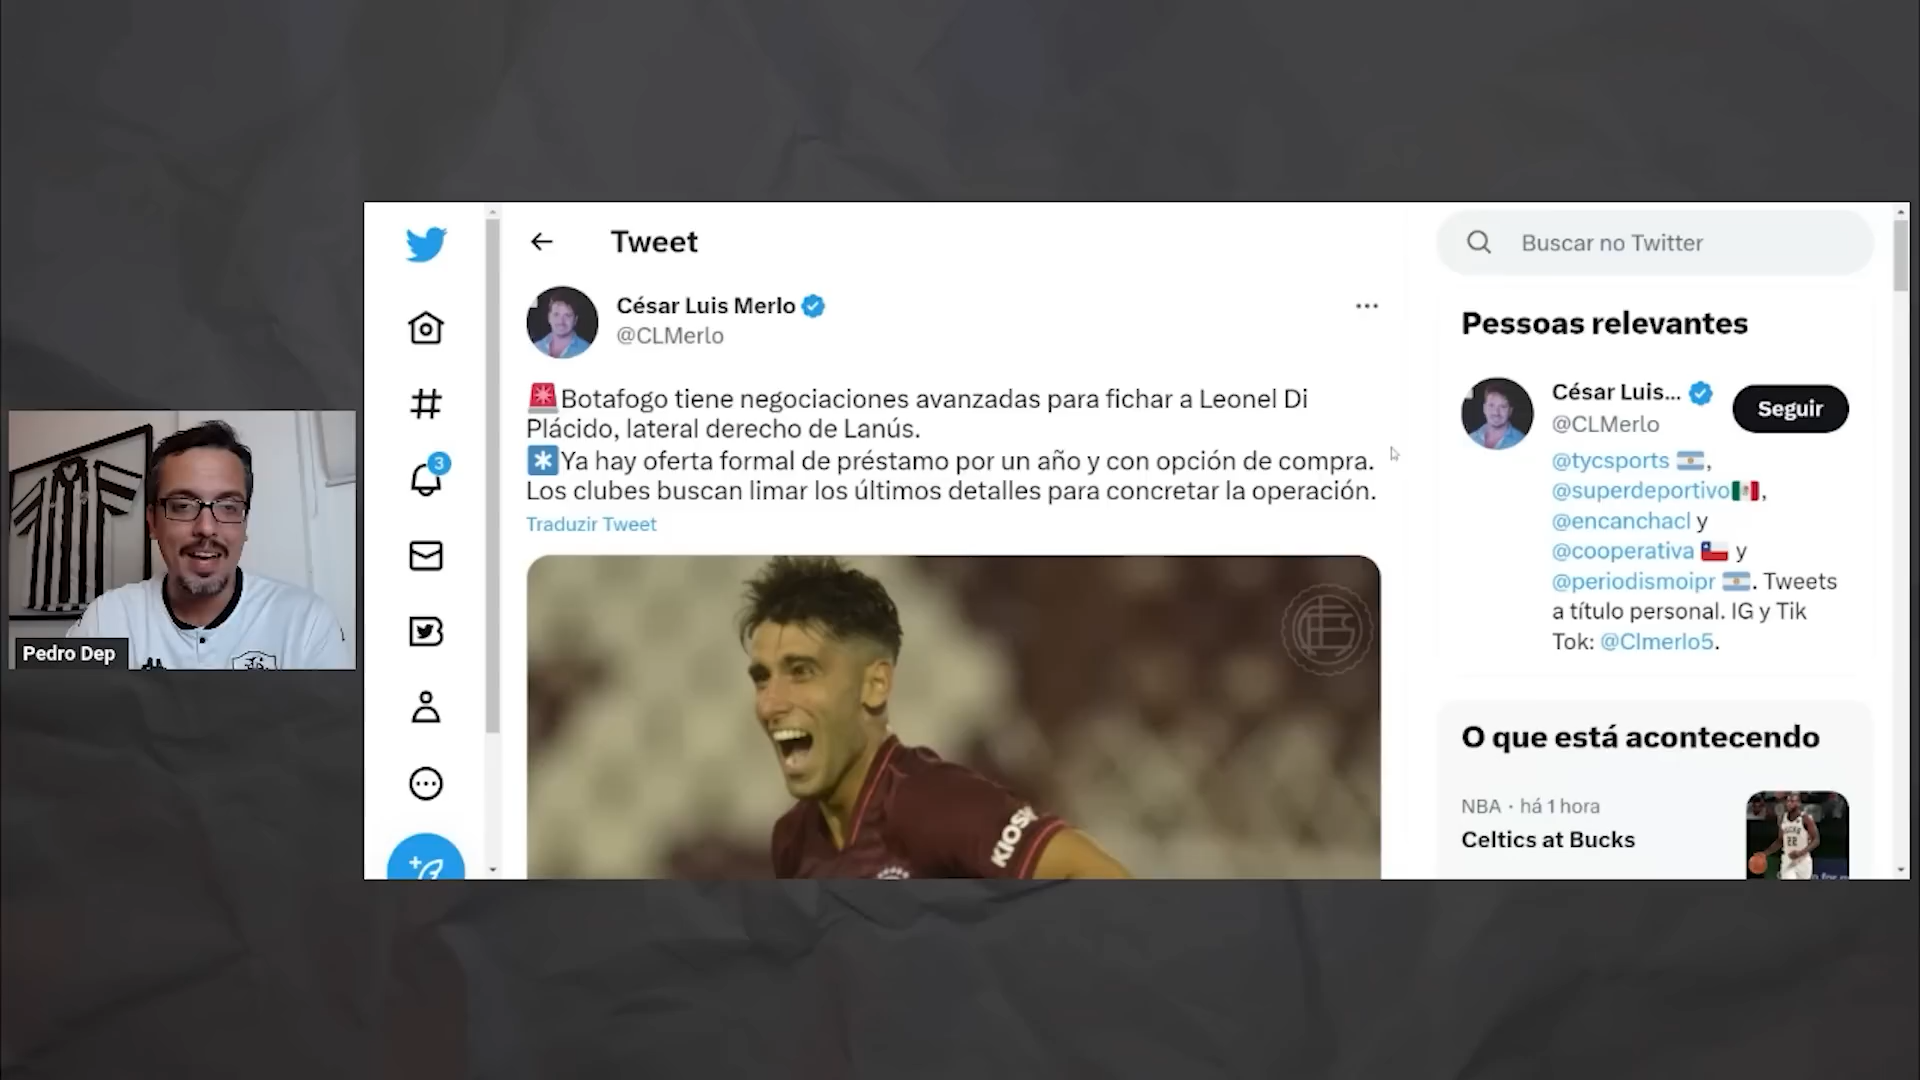 Tweet
César Luis Merlo
@CLMerlo
Botafogo tiene negociaciones avanzadas para fichar a Leonel Di
Plácido, lateral derecho de Lanús.
Ya hay oferta formal de préstamo por un año y con opción de compra.
Los clubes buscan limar los últimos detalles para concretar la operación.
Traduzir Tweet
KIOSK
3
Buscar no Twitter
Pessoas relevantes
César Luis...
Seguir
@CLMerlo
@tycsports ,
@superdeportivo ,
@encanchacl y
@cooperativa y
@periodismoipr . Tweets
a título personal. IG y Tik
Tok: @Clmerlo5.
O que está acontecendo
NBA · há 1 hora
Celtics at Bucks
22
Pedro Dep